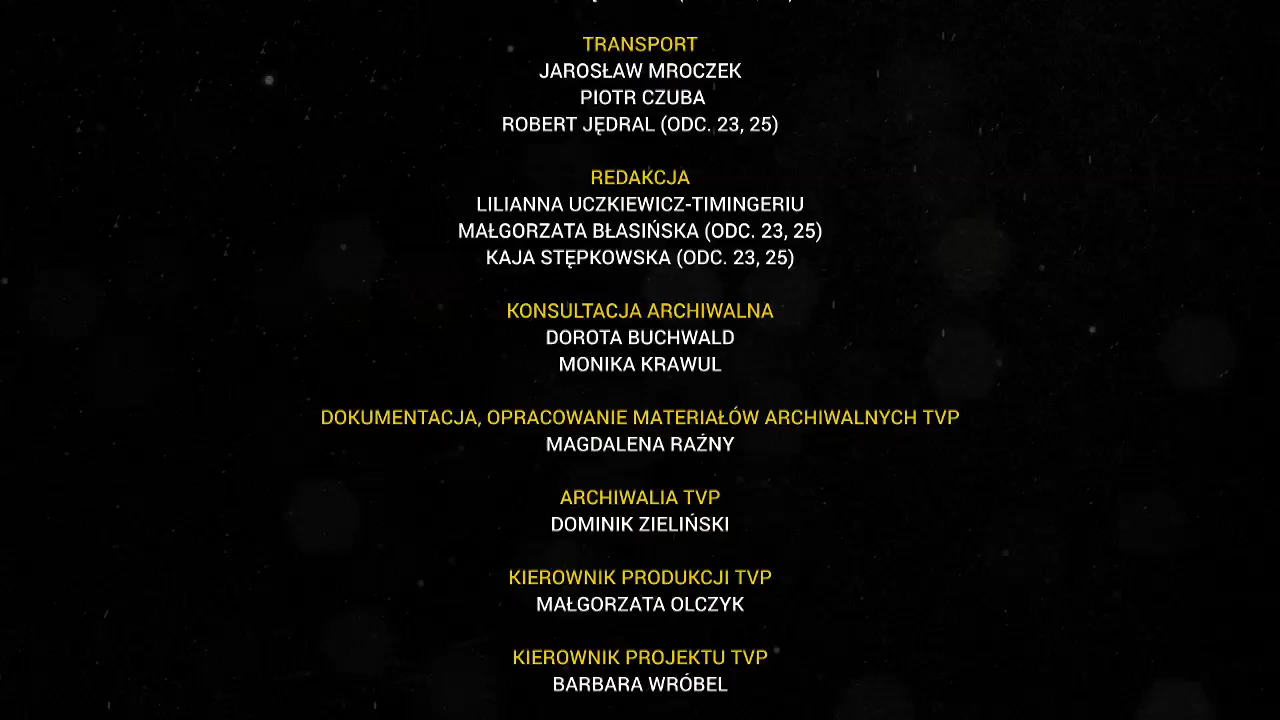 TRANSPORT
JAROSŁAW MROCZEK
PIOTR CZUBA
ROBERT JĘDRAL (ODC. 23, 25)
REDAKCJA
LILIANNA UCZKIEWICZ-TIMINGERIU
MAŁGORZATA BŁASIŃSKA (ODC. 23, 25)
KAJA STĘPKOWSKA (ODC. 23, 25)
KONSULTACJA ARCHIWALNA
DOROTA BUCHWALD
MONIKA KRAWUL
DOKUMENTACJA, OPRACOWANIE MATERIAŁÓW ARCHIWALNYCH TVP
MAGDALENA RAŹNY
ARCHIWALIA TVP
DOMINIK ZIELIŃSKI
KIEROWNIK PRODUKCJI TVP
MAŁGORZATA OLCZYK
KIEROWNIK PROJEKTU TVP
BARBARA WRÓBEL